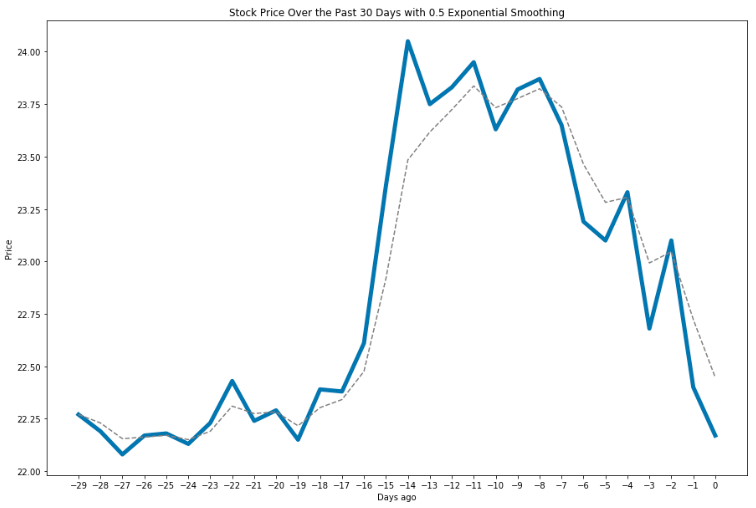 Stock Price Over the Past 30 Days with 0.5 Exponential Smoothing
24.00
23.75
23.50
23.25
23.00
22.75
22.50
22.25
22.00
Price
−29 −28 −27 −26 −25 −24 −23 −22 −21 −20 −19 −18 −17 −16 −15 −14 −13 −12 −11 −10 −9 −8 −7 −6 −5 −4 −3 −2 −1 0
Days ago